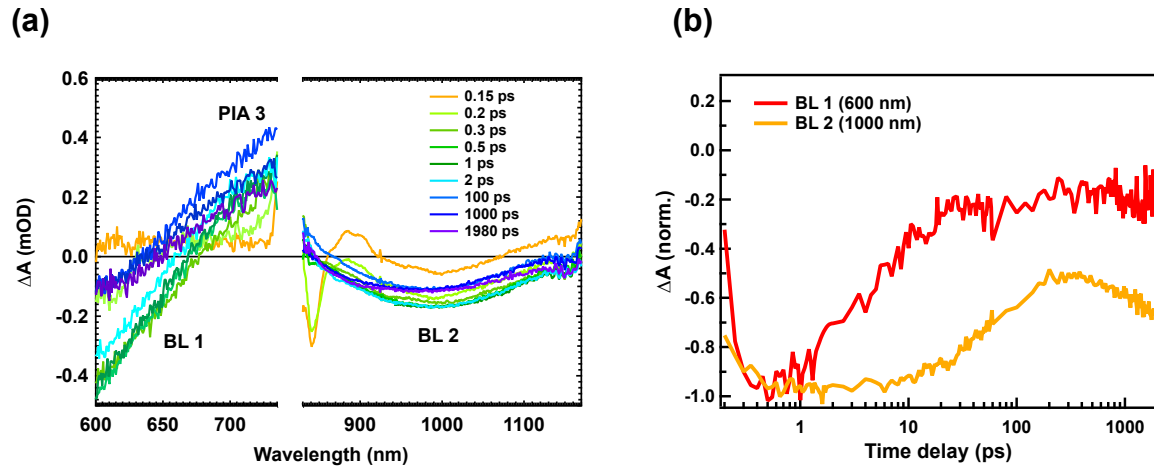 (a)
(b)
0.6
0.4
0.2
0.0
-0.2
-0.4
ΔA (mOD)
PIA 3
BL 1
BL 2
0.15 ps
0.2 ps
0.3 ps
0.5 ps
1 ps
2 ps
100 ps
1000 ps
1980 ps
600 650 700 900 1000 1100
Wavelength (nm)
BL 1 (600 nm)
BL 2 (1000 nm)
0.2
0.0
-0.2
-0.4
-0.6
-0.8
-1.0
ΔA (norm.)
1 10 100 1000
Time delay (ps)